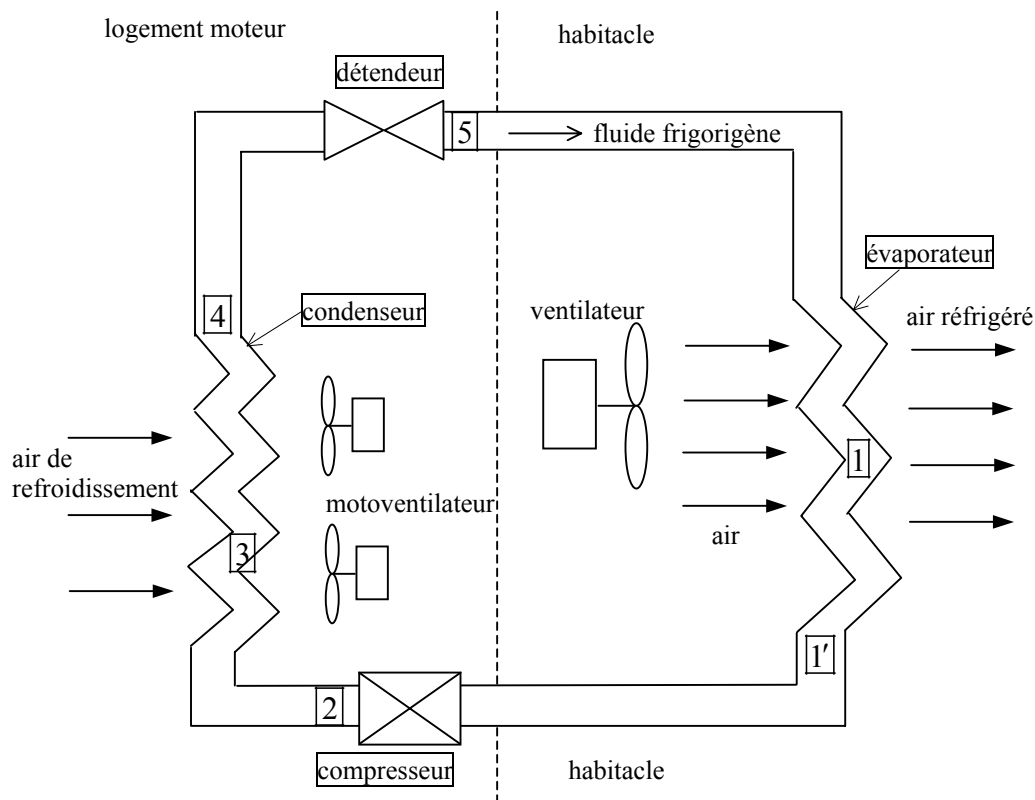 logement moteur
habitacle
détendeur
5
fluide frigorigène
évaporateur
4
condenseur
ventilateur
air réfrigéré
air de
refroidissement
1
motoventilateur
air
3
1'
2
compresseur
habitacle